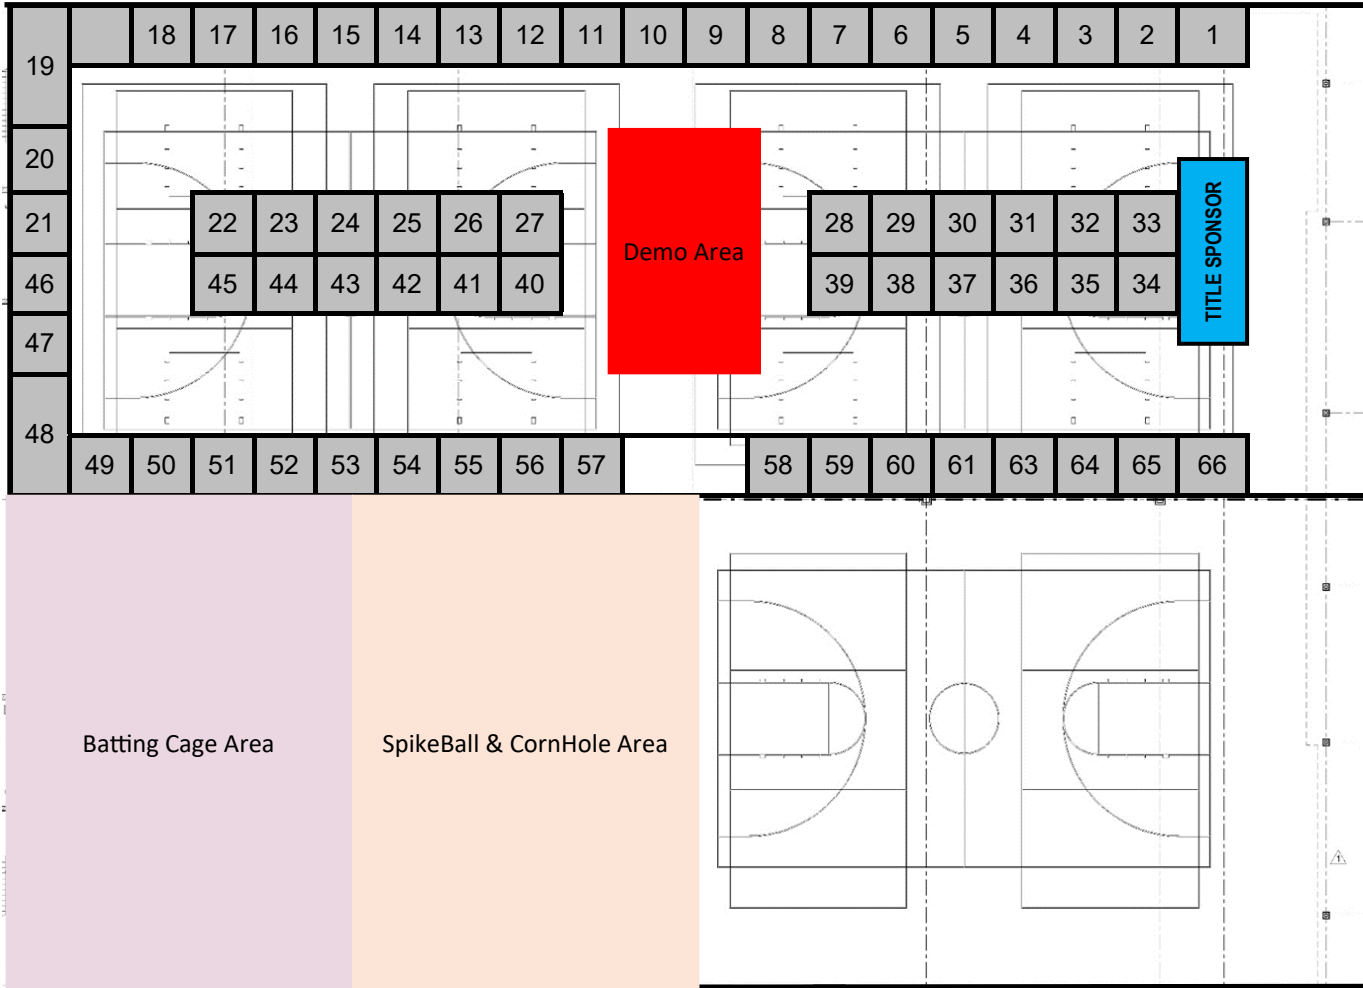 18 17 16 15 14 13 12 11 10 9 8 7 6 5 4 3 2 1
19
20
21 22 23 24 25 26 27 28 29 30 31 32 33
Demo Area
TITLE SPONSOR
46 45 44 43 42 41 40 39 38 37 36 35 34
47
48
49 50 51 52 53 54 55 56 57 58 59 60 61 63 64 65 66
Batting Cage Area
SpikeBall & CornHole Area
1